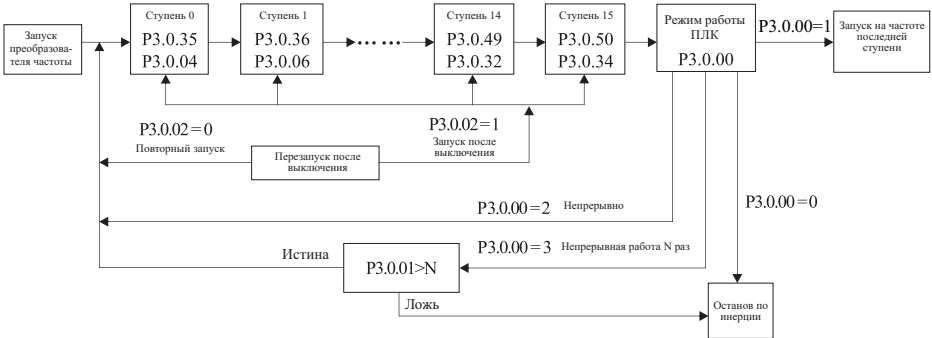 Запуск
преобразова-
теля частоты
Ступень 0
P3.0.35
P3.0.04
Ступень 1
P3.0.36
P3.0.06
Ступень 14
P3.0.49
P3.0.32
Ступень 15
P3.0.50
P3.0.34
Режим работы
ПЛК
P3.0.00
P3.0.00=1
Запуск на частоте
последней
ступени
P3.0.02=0
Повторный запуск
Перезапуск после
выключения
P3.0.02=1
Запуск после
выключения
P3.0.00=2 Непрерывно
P3.0.00=0
P3.0.00=3 Непрерывная работа N раз
Истина
P3.0.01>N
Ложь
Останов по
инерции